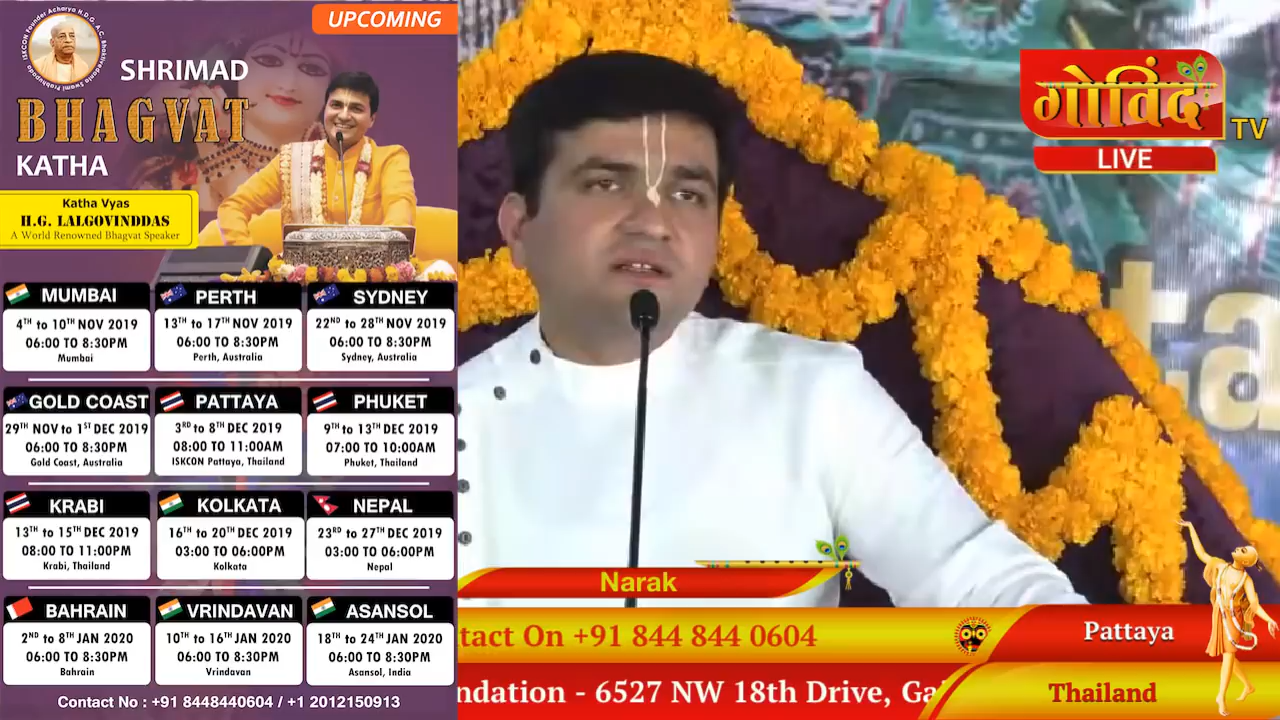 UPCOMING
SHRIMAD
BHAGVAT
KATHA
Katha Vyas
H.G. LALGOVINDDAS
A World Renowned Bhagvat Speaker
MUMBAI
4TH to 10TH NOV 2019
06:00 TO 8:30PM
Mumbai
PERTH
13TH to 17TH NOV 2019
06:00 TO 8:30PM
Perth, Australia
SYDNEY
22ND to 28TH NOV 2019
06:00 TO 8:30PM
Sydney, Australia
GOLD COAST
29TH NOV to 1ST DEC 2019
06:00 TO 8:30PM
Gold Coast, Australia
PATTAYA
3RD to 8TH DEC 2019
08:00 TO 11:00AM
ISKCON Pattaya, Thailand
PHUKET
9TH to 13TH DEC 2019
07:00 TO 10:00AM
Phuket, Thailand
KRABI
13TH to 15TH DEC 2019
08:00 TO 11:00PM
Krabi, Thailand
KOLKATA
16TH to 20TH DEC 2019
03:00 TO 06:00PM
Kolkata
NEPAL
23RD to 27TH DEC 2019
03:00 TO 06:00PM
Nepal
BAHRAIN
2ND to 8TH JAN 2020
06:00 TO 8:30PM
Bahrain
VRINDAVAN
10TH to 16TH JAN 2020
06:00 TO 8:30PM
Vrindavan
ASANSOL
18TH to 24TH JAN 2020
06:00 TO 8:30PM
Asansol, India
Contact No : +91 8448440604 / +1 2012150913
गोविंद TV
LIVE
ta
Narak
tact On +91 844 844 0604
Pattaya
ndation - 6527 NW 18th Drive, Ga
Thailand